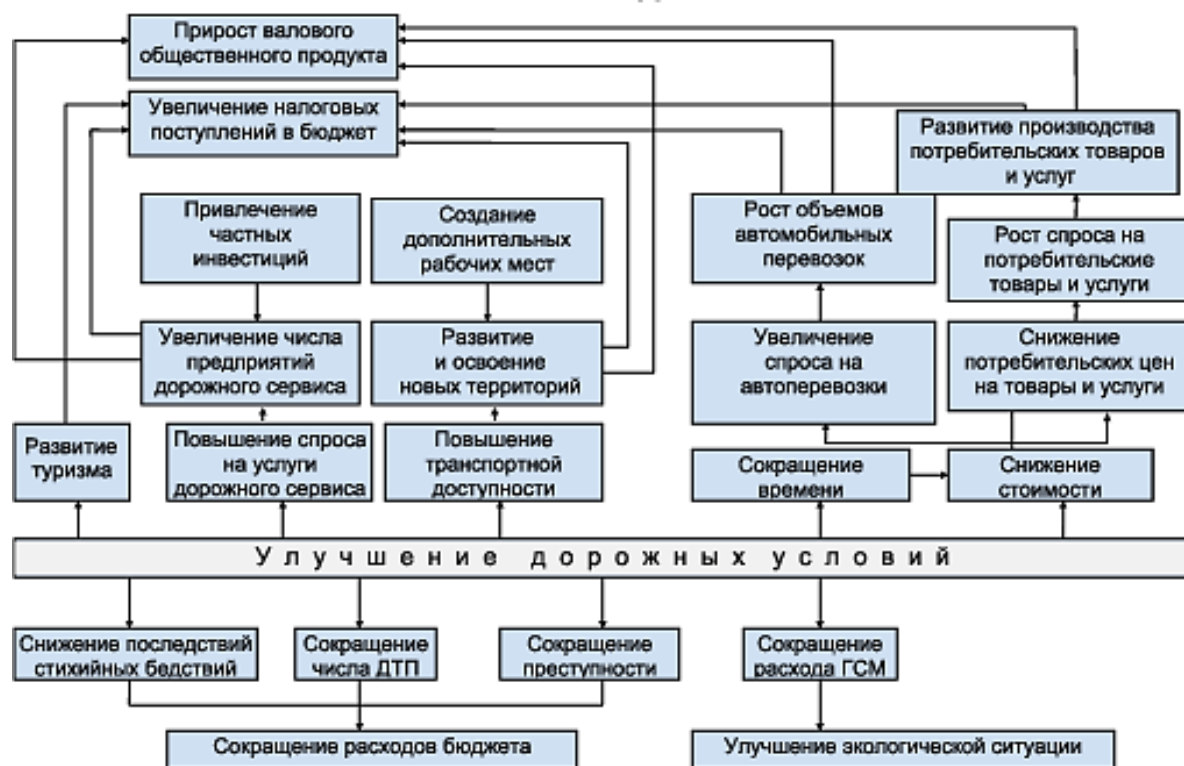 Прирост валового
общественного продукта
Увеличение налоговых
поступлений в бюджет
Развитие производства
потребительских товаров
и услуг
Привлечение
частных
инвестиций
Создание
дополнительных
рабочих мест
Рост объемов
автомобильных
перевозок
Рост спроса на
потребительские
товары и услуги
Увеличение числа
предприятий
дорожного сервиса
Развитие
и освоение
новых территорий
Увеличение
спроса на
автоперевозки
Снижение
потребительских цен
на товары и услуги
Развитие
туризма
Повышение спроса
на услуги
дорожного сервиса
Повышение
транспортной
доступности
Сокращение
времени
Снижение
стоимости
Улучшение дорожных условий
Снижение последствий
стихийных бедствий
Сокращение
числа ДТП
Сокращение
преступности
Сокращение
расхода ГСМ
Сокращение расходов бюджета
Улучшение экологической ситуации